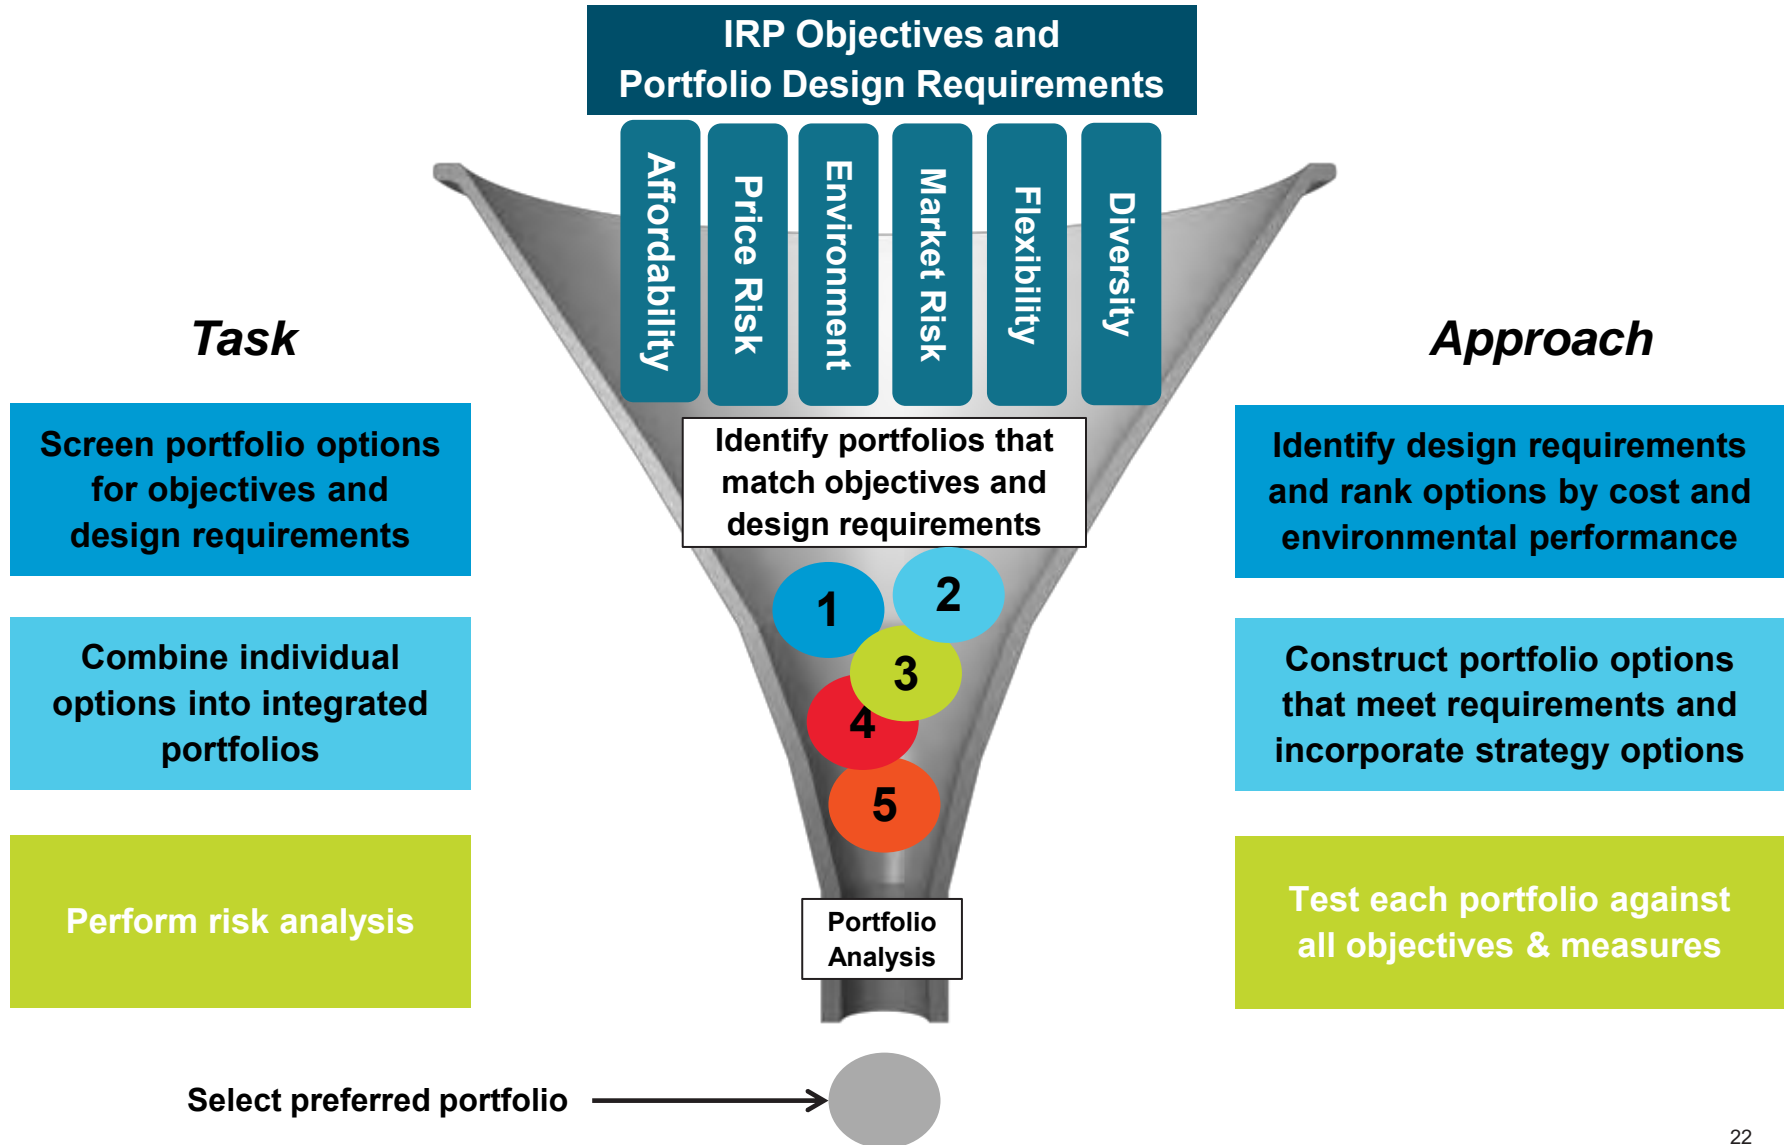 IRP Objectives and
Portfolio Design Requirements
Affordability
Price Risk
Environment
Market Risk
Flexibility
Diversity
Task
Screen portfolio options
for objectives and
design requirements
Combine individual
options into integrated
portfolios
Perform risk analysis
Identify portfolios that
match objectives and
design requirements
1
2
3
4
5
Portfolio
Analysis
Approach
Identify design requirements
and rank options by cost and
environmental performance
Construct portfolio options
that meet requirements and
incorporate strategy options
Test each portfolio against
all objectives & measures
Select preferred portfolio
22